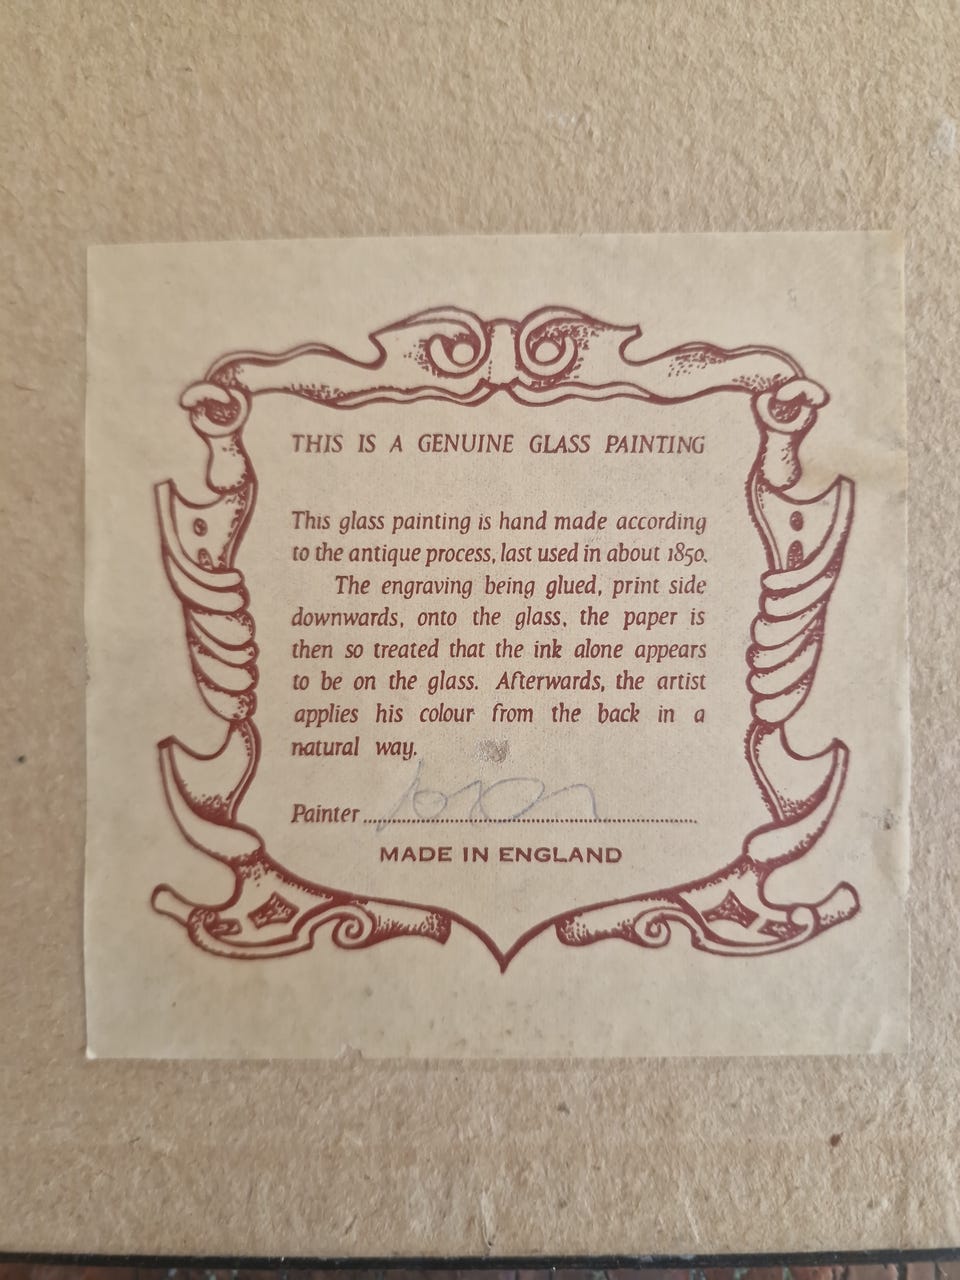 THIS IS A GENUINE GLASS PAINTING
This glass painting is hand made according
to the antique process, last used in about 1850.
The engraving being glued, print side
downwards, onto the glass, the paper is
then so treated that the ink alone appears
to be on the glass. Afterwards, the artist
applies his colour from the back in a
natural way.
Painter
MADE IN ENGLAND